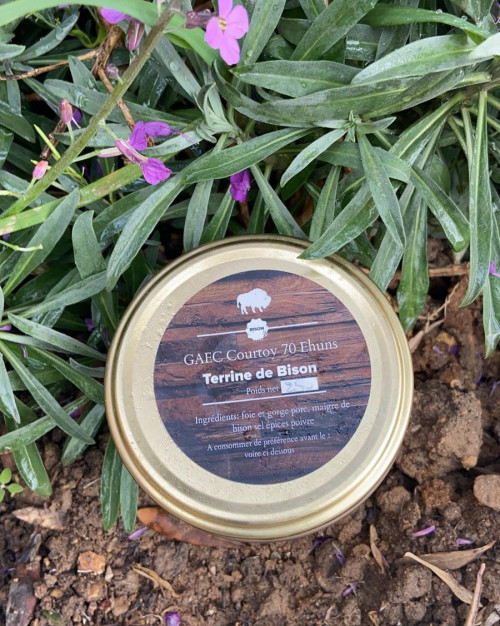 BISON
GAEC Courtoy 70 Ehuns
Terrine de Bison
Poids net
Ingrédients: foie et gorge porc, maigre de
bison sel épices poivre
A consommer de préférence avant le :
voire ci dessous